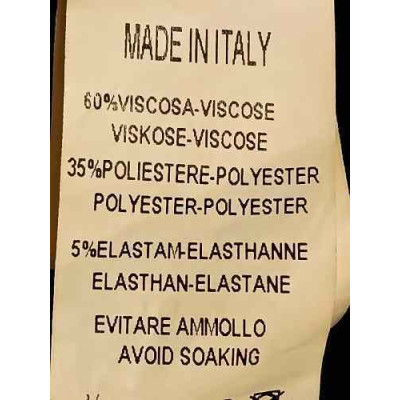 MADE IN ITALY
60%VISCOSA-VISCOSE
VISKOSE-VISCOSE
35%POLIESTERE-POLYESTER
POLYESTER-POLYESTER
5%ELASTAM-ELASTHANNE
ELASTHAN-ELASTANE
EVITARE AMMOLLO
AVOID SOAKING